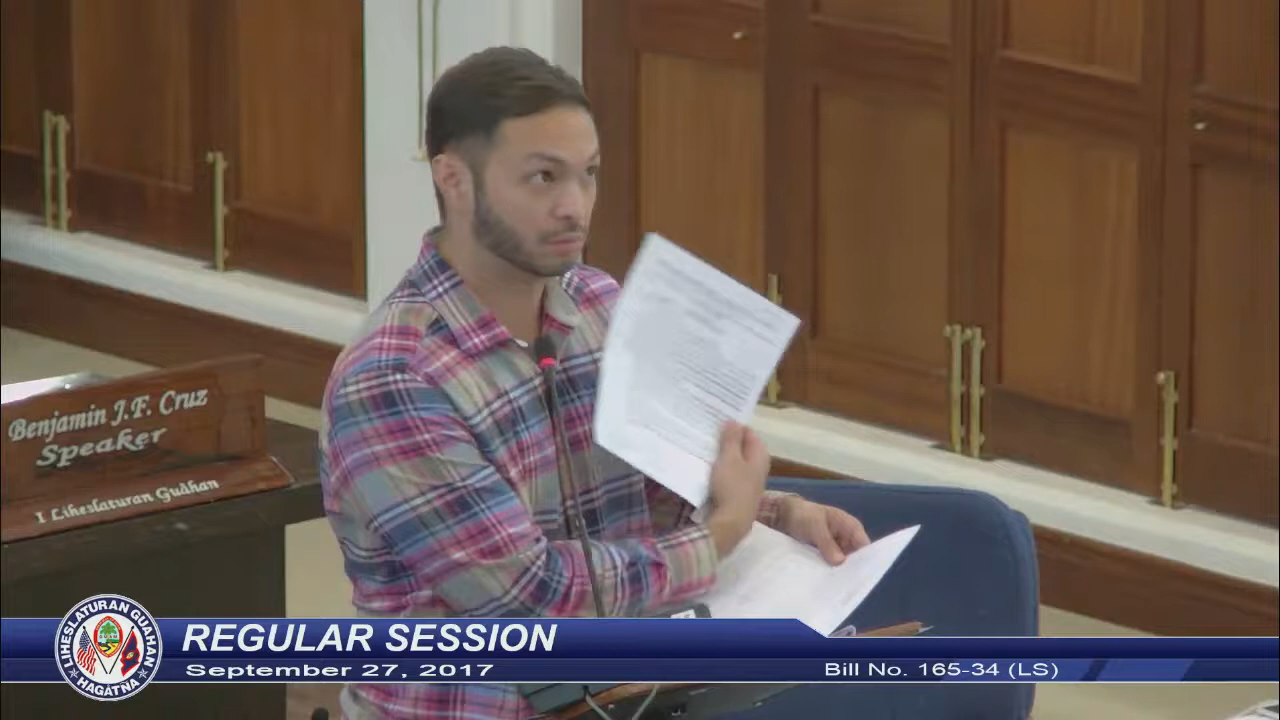 Benjamin J.F. Cruz
Speaker
I Liheslaturan Guåhan
LIHESLATURAN GUAHAN
HAGÅTÑA
REGULAR SESSION
September 27, 2017
Bill No. 165-34 (LS)